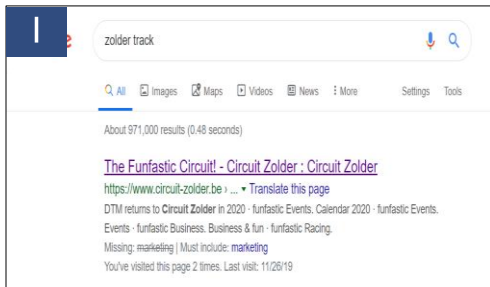 I
e
zolder track
All Images Maps Videos News More Settings Tools
About 971,000 results (0.48 seconds)
The Funfastic Circuit! - Circuit Zolder : Circuit Zolder
https://www.circuit-zolder.be › ... ▾ Translate this page
DTM returns to Circuit Zolder in 2020 · funfastic Events. Calendar 2020 · funfastic Events.
Events · funfastic Business. Business & fun · funfastic Racing.
Missing: marketing | Must include: marketing
You've visited this page 2 times. Last visit: 11/26/19